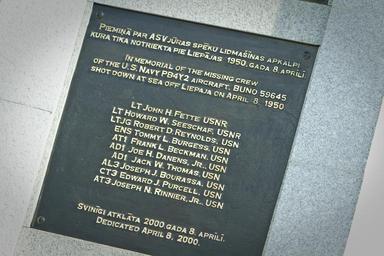 PIEMIŅA PAR ASV JŪRAS SPĒKU LIDMAŠĪNAS APKALPI
KURA TIKA NOTRIEKTA PIE LIEPĀJAS 1950. GADA 8. APRĪLĪ
IN MEMORIAL OF THE MISSING CREW
OF THE U.S. NAVY PB4Y2 AIRCRAFT, BUNO 59645
SHOT DOWN AT SEA OFF LIEPAJA ON APRIL 8, 1950
LT JOHN H. FETTE USNR
LT HOWARD W. SEESCHAF, USNR
LTJG ROBERT D. REYNOLDS, USN
ENS TOMMY L. BURGESS, USN
AT1 FRANK L. BECKMAN, USN
AD1 JOE H. DANENS, JR., USN
AD1 JACK W. THOMAS, USN
AL3 JOSEPH J. BOURASSA, USN
CT3 EDWARD J. PURCELL, USN
AT3 JOSEPH N. RINNIER, JR., USN
SVINĪGI ATKLĀTA 2000. GADA 8. APRĪLĪ.
DEDICATED APRIL 8, 2000.